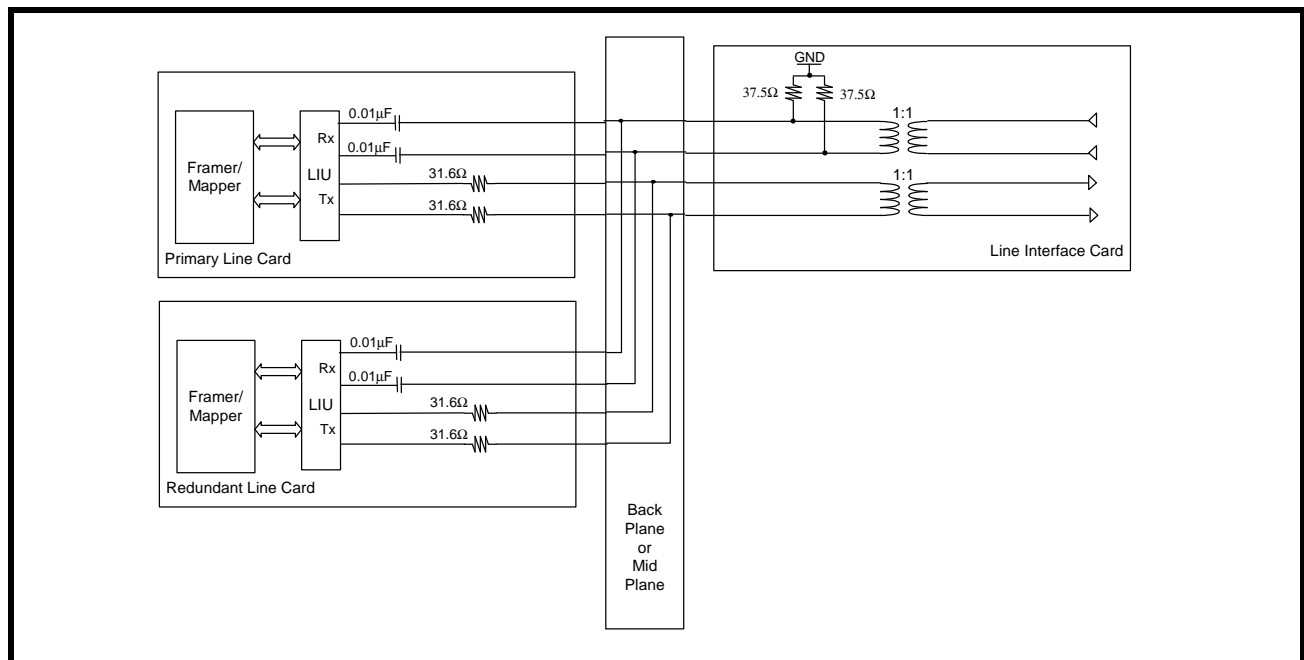 GND
37.5Ω
37.5Ω
1:1
1:1
Line Interface Card
0.01μF
0.01μF
31.6Ω
31.6Ω
Rx
LIU
Tx
Framer/
Mapper
Primary Line Card
0.01μF
0.01μF
31.6Ω
31.6Ω
Rx
LIU
Tx
Framer/
Mapper
Redundant Line Card
Back
Plane
or
Mid
Plane